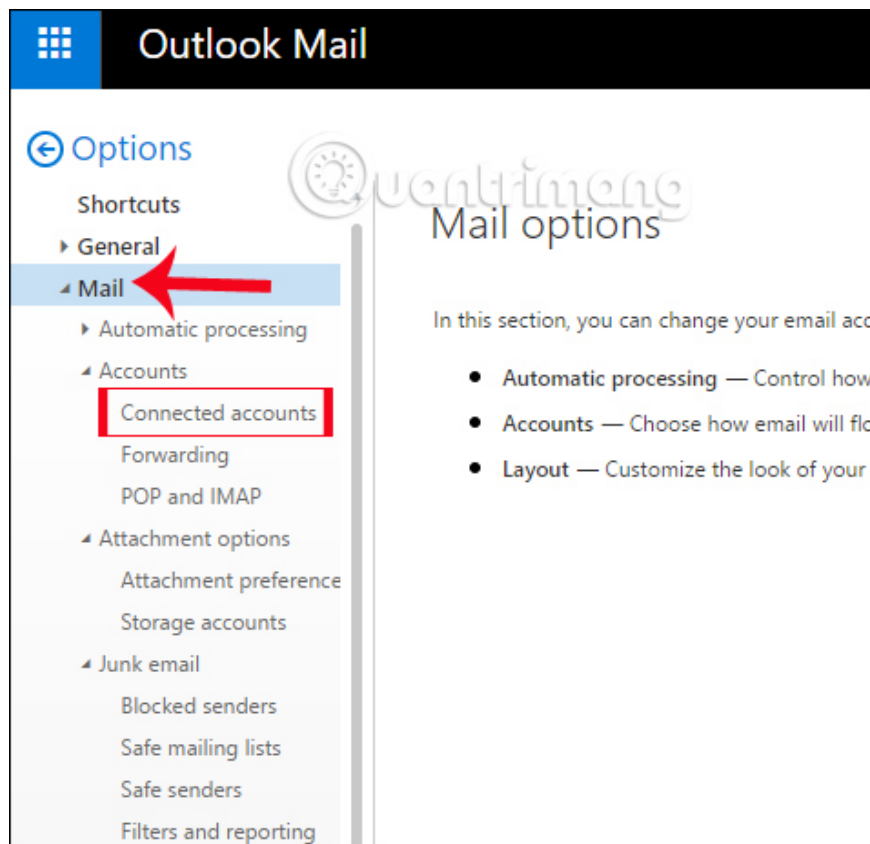 Outlook Mail
Options
Quantrimang
Shortcuts
General
Mail
Automatic processing
Accounts
Connected accounts
Forwarding
POP and IMAP
Attachment options
Attachment preference
Storage accounts
Junk email
Blocked senders
Safe mailing lists
Safe senders
Filters and reporting
Mail options
In this section, you can change your email acc
• Automatic processing — Control how
• Accounts — Choose how email will flo
• Layout — Customize the look of your